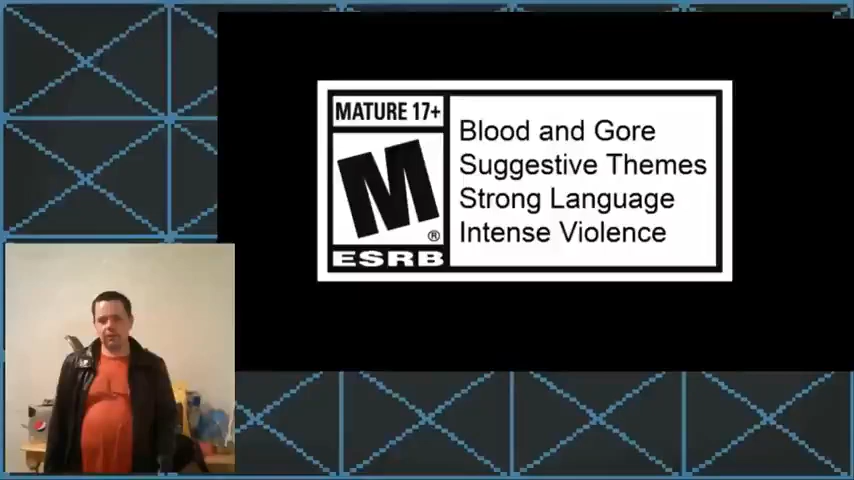 MATURE 17+
M
®
ESRB
Blood and Gore
Suggestive Themes
Strong Language
Intense Violence